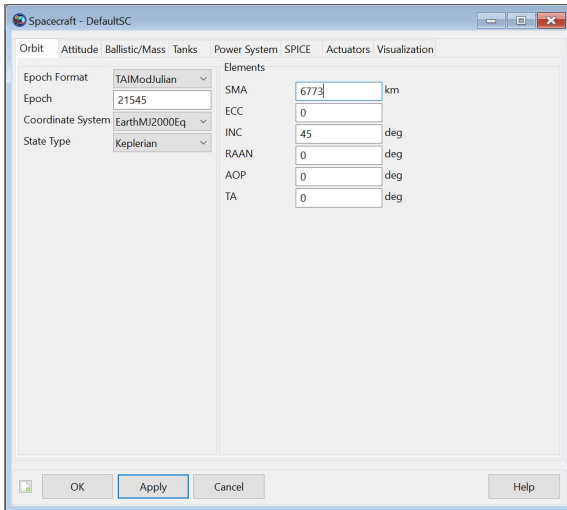 Spacecraft - DefaultSC
Orbit Attitude Ballistic/Mass Tanks Power System SPICE Actuators Visualization
Epoch Format TAIModJulian
Epoch 21545
Coordinate System EarthMJ2000Eq
State Type Keplerian
Elements
SMA 6773 km
ECC 0
INC 45 deg
RAAN 0 deg
AOP 0 deg
TA 0 deg
OK Apply Cancel Help